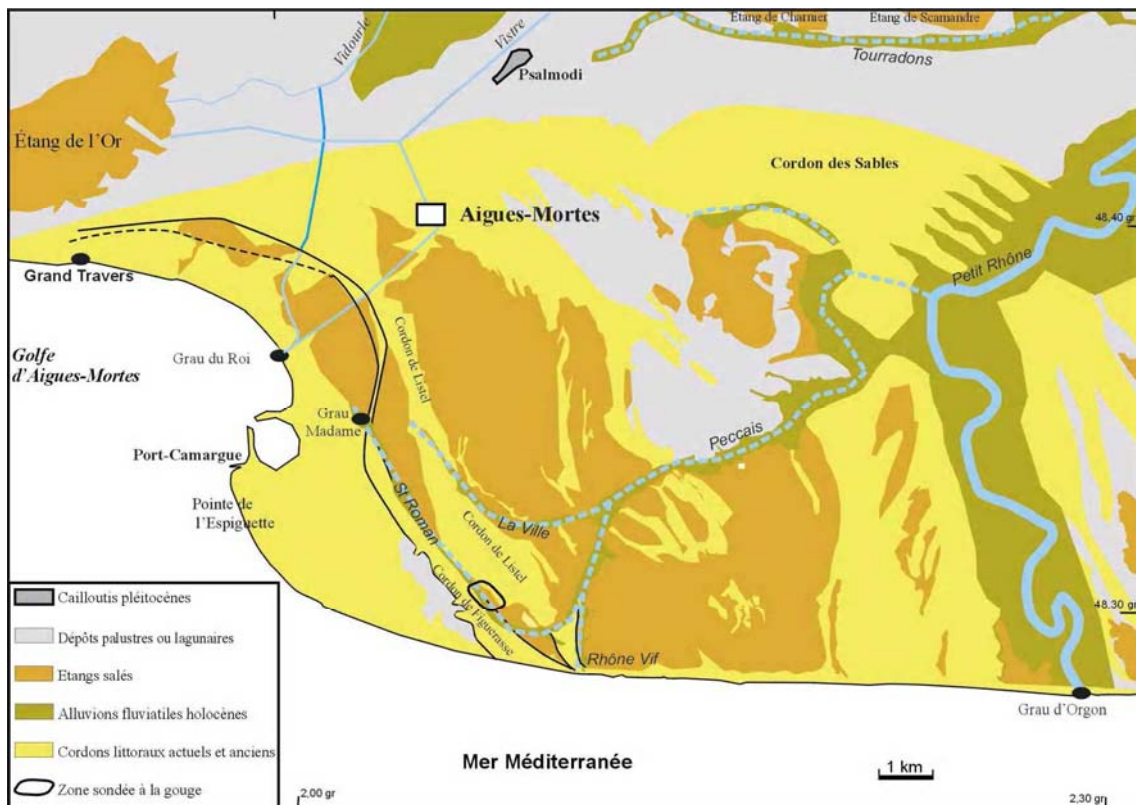 Étang de Charnier
Étang de Scamandre
Vidourle
Vistre
Tourradons
Psalmodi
Étang de l'Or
Cordon des Sables
Aigues-Mortes
48.40 gr
Grand Travers
Petit Rhône
Golfe
d'Aigues-Mortes
Grau du Roi
Cordon de Listel
Grau
Madame
Peccais
Port-Camargue
Pointe de
l'Espiguette
St Roman
La Ville
Cordon de Listel
Cordon de Figuerasse
48.30 gr
Rhône Vif
Grau d'Orgon
Cailloutis pléitocénes
Dépôts palustres ou lagunaires
Etangs salés
Alluvions fluviatiles holocènes
Cordons littoraux actuels et anciens
Zone sondée à la gouge
Mer Méditerranée
1 km
2,00 gr
2,30 gr